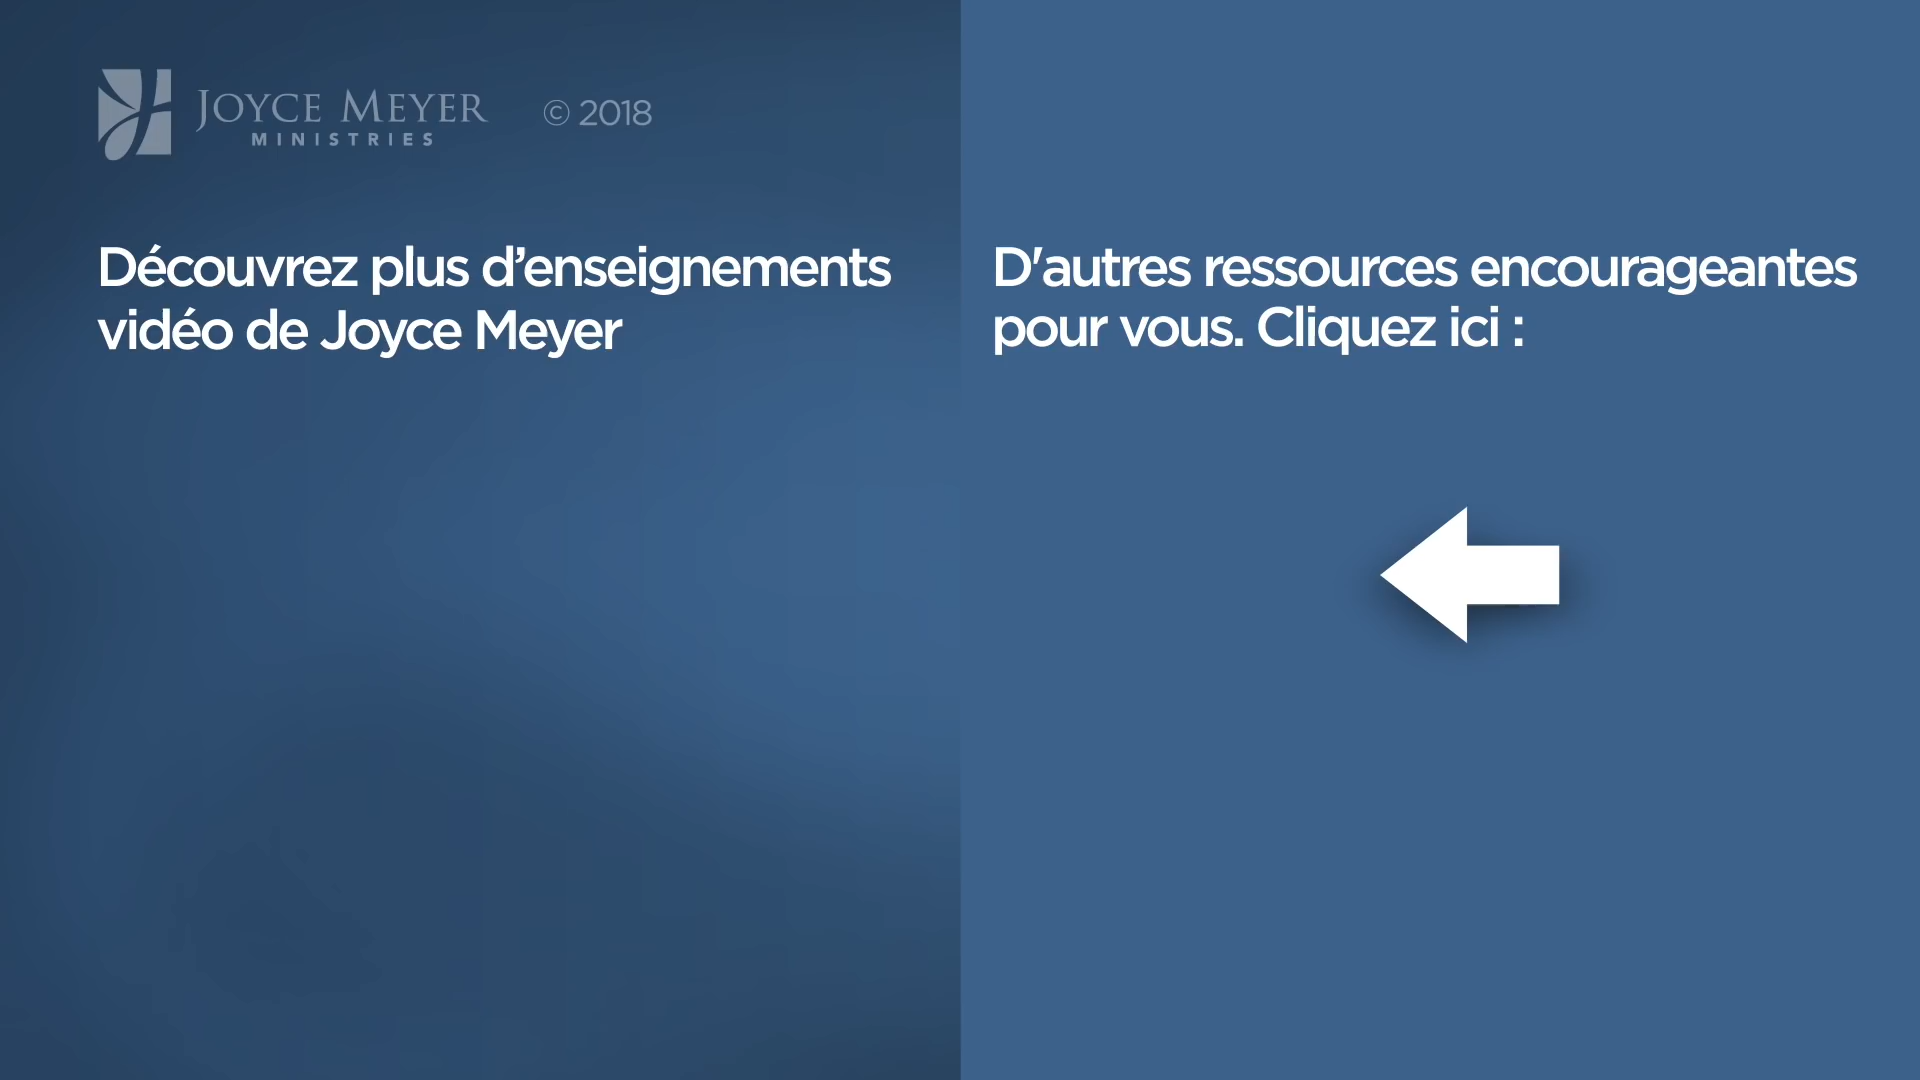 JOYCE MEYER
MINISTRIES
© 2018
Découvrez plus d’enseignements
vidéo de Joyce Meyer
D'autres ressources encourageantes
pour vous. Cliquez ici :